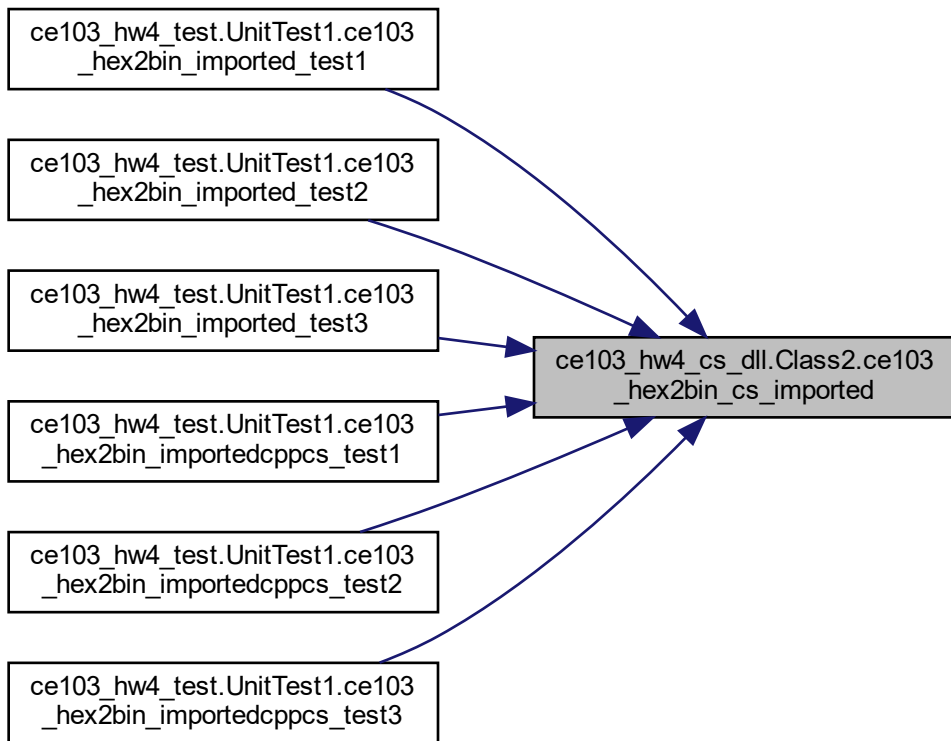 ce103_hw4_test.UnitTest1.ce103
_hex2bin_imported_test1
ce103_hw4_test.UnitTest1.ce103
_hex2bin_imported_test2
ce103_hw4_test.UnitTest1.ce103
_hex2bin_imported_test3
ce103_hw4_test.UnitTest1.ce103
_hex2bin_importedcppcs_test1
ce103_hw4_test.UnitTest1.ce103
_hex2bin_importedcppcs_test2
ce103_hw4_test.UnitTest1.ce103
_hex2bin_importedcppcs_test3
ce103_hw4_cs_dll.Class2.ce103
_hex2bin_cs_imported